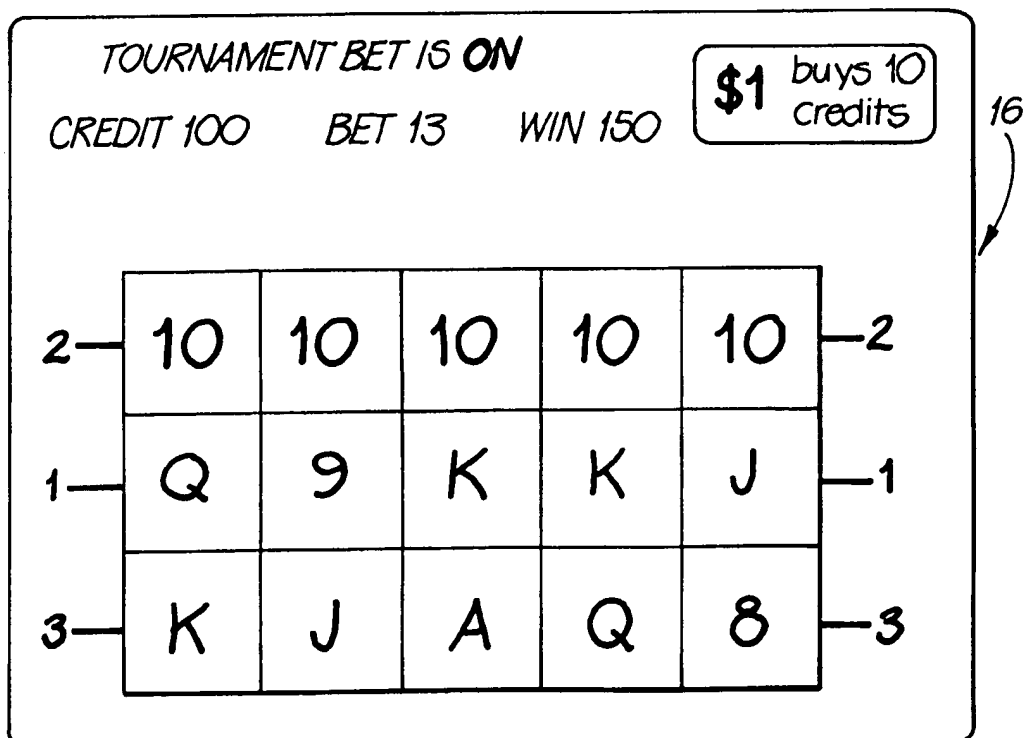 TOURNAMENT BET IS ON
$1 buys 10
credits
CREDIT 100 BET 13 WIN 150
16
2 10 10 10 10 10 2
1 Q 9 K K J 1
3 K J A Q 8 3